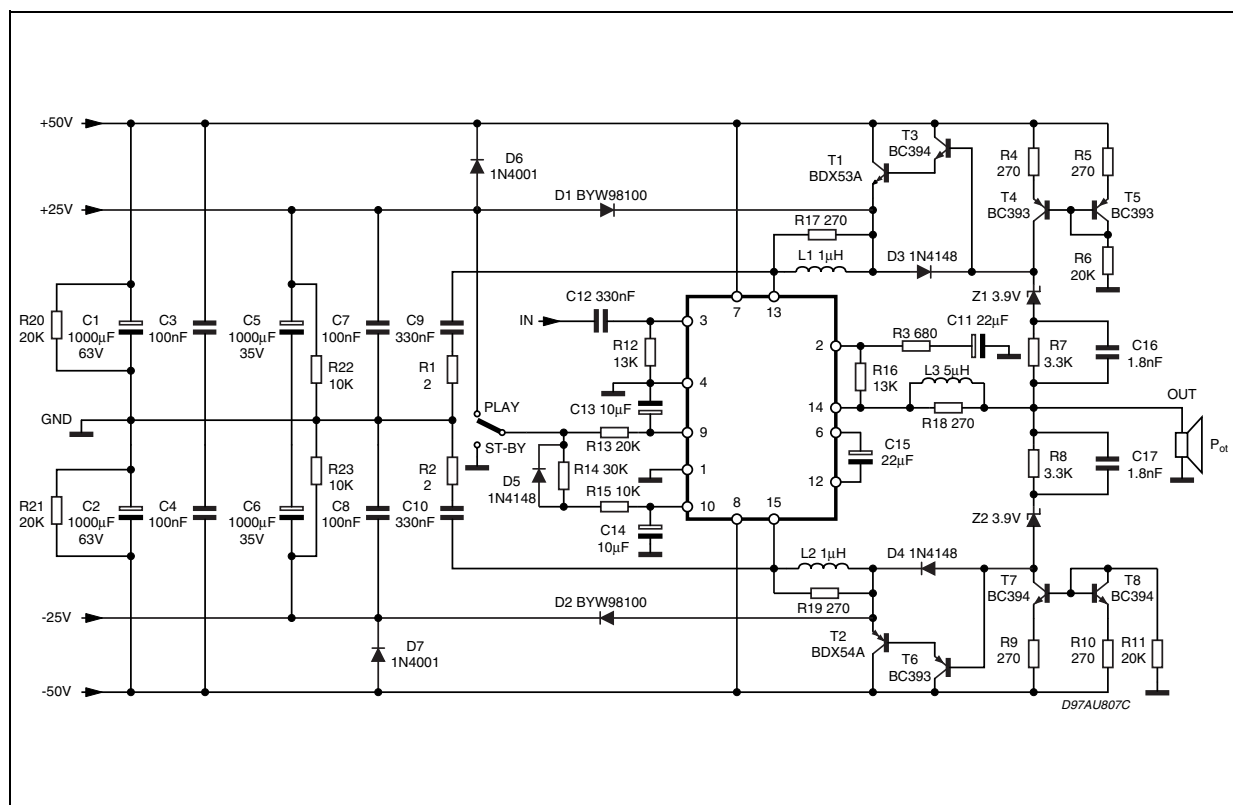 +50V
T3
BC394
D6
1N4001
T1
BDX53A
R4
270
R5
270
+25V
D1 BYW98100
T4
BC393
T5
BC393
R17 270
L1 1µH
D3 1N4148
R6
20K
Z1 3.9V
C12 330nF
IN
3
7
13
R20
20K
C1
1000µF
63V
C3
100nF
C5
1000µF
35V
C7
100nF
C9
330nF
R22
10K
R1
2
R12
13K
2
R3 680
C11 22µF
R7
3.3K
C16
1.8nF
4
R16
13K
L3 5µH
PLAY
C13 10µF
14
OUT
GND
R18 270
ST-BY
R13 20K
9
6
C15
22µF
Pot
R21
20K
C2
1000µF
63V
C4
100nF
R23
10K
C6
1000µF
35V
C8
100nF
R2
2
C10
330nF
D5
1N4148
R14 30K
1
R8
3.3K
C17
1.8nF
R15 10K
12
10
C14
10µF
8
15
Z2 3.9V
L2 1µH
D4 1N4148
T7
BC394
T8
BC394
D2 BYW98100
R19 270
-25V
D7
1N4001
T2
BDX54A
T6
BC393
R9
270
R10
270
R11
20K
-50V
D97AU807C